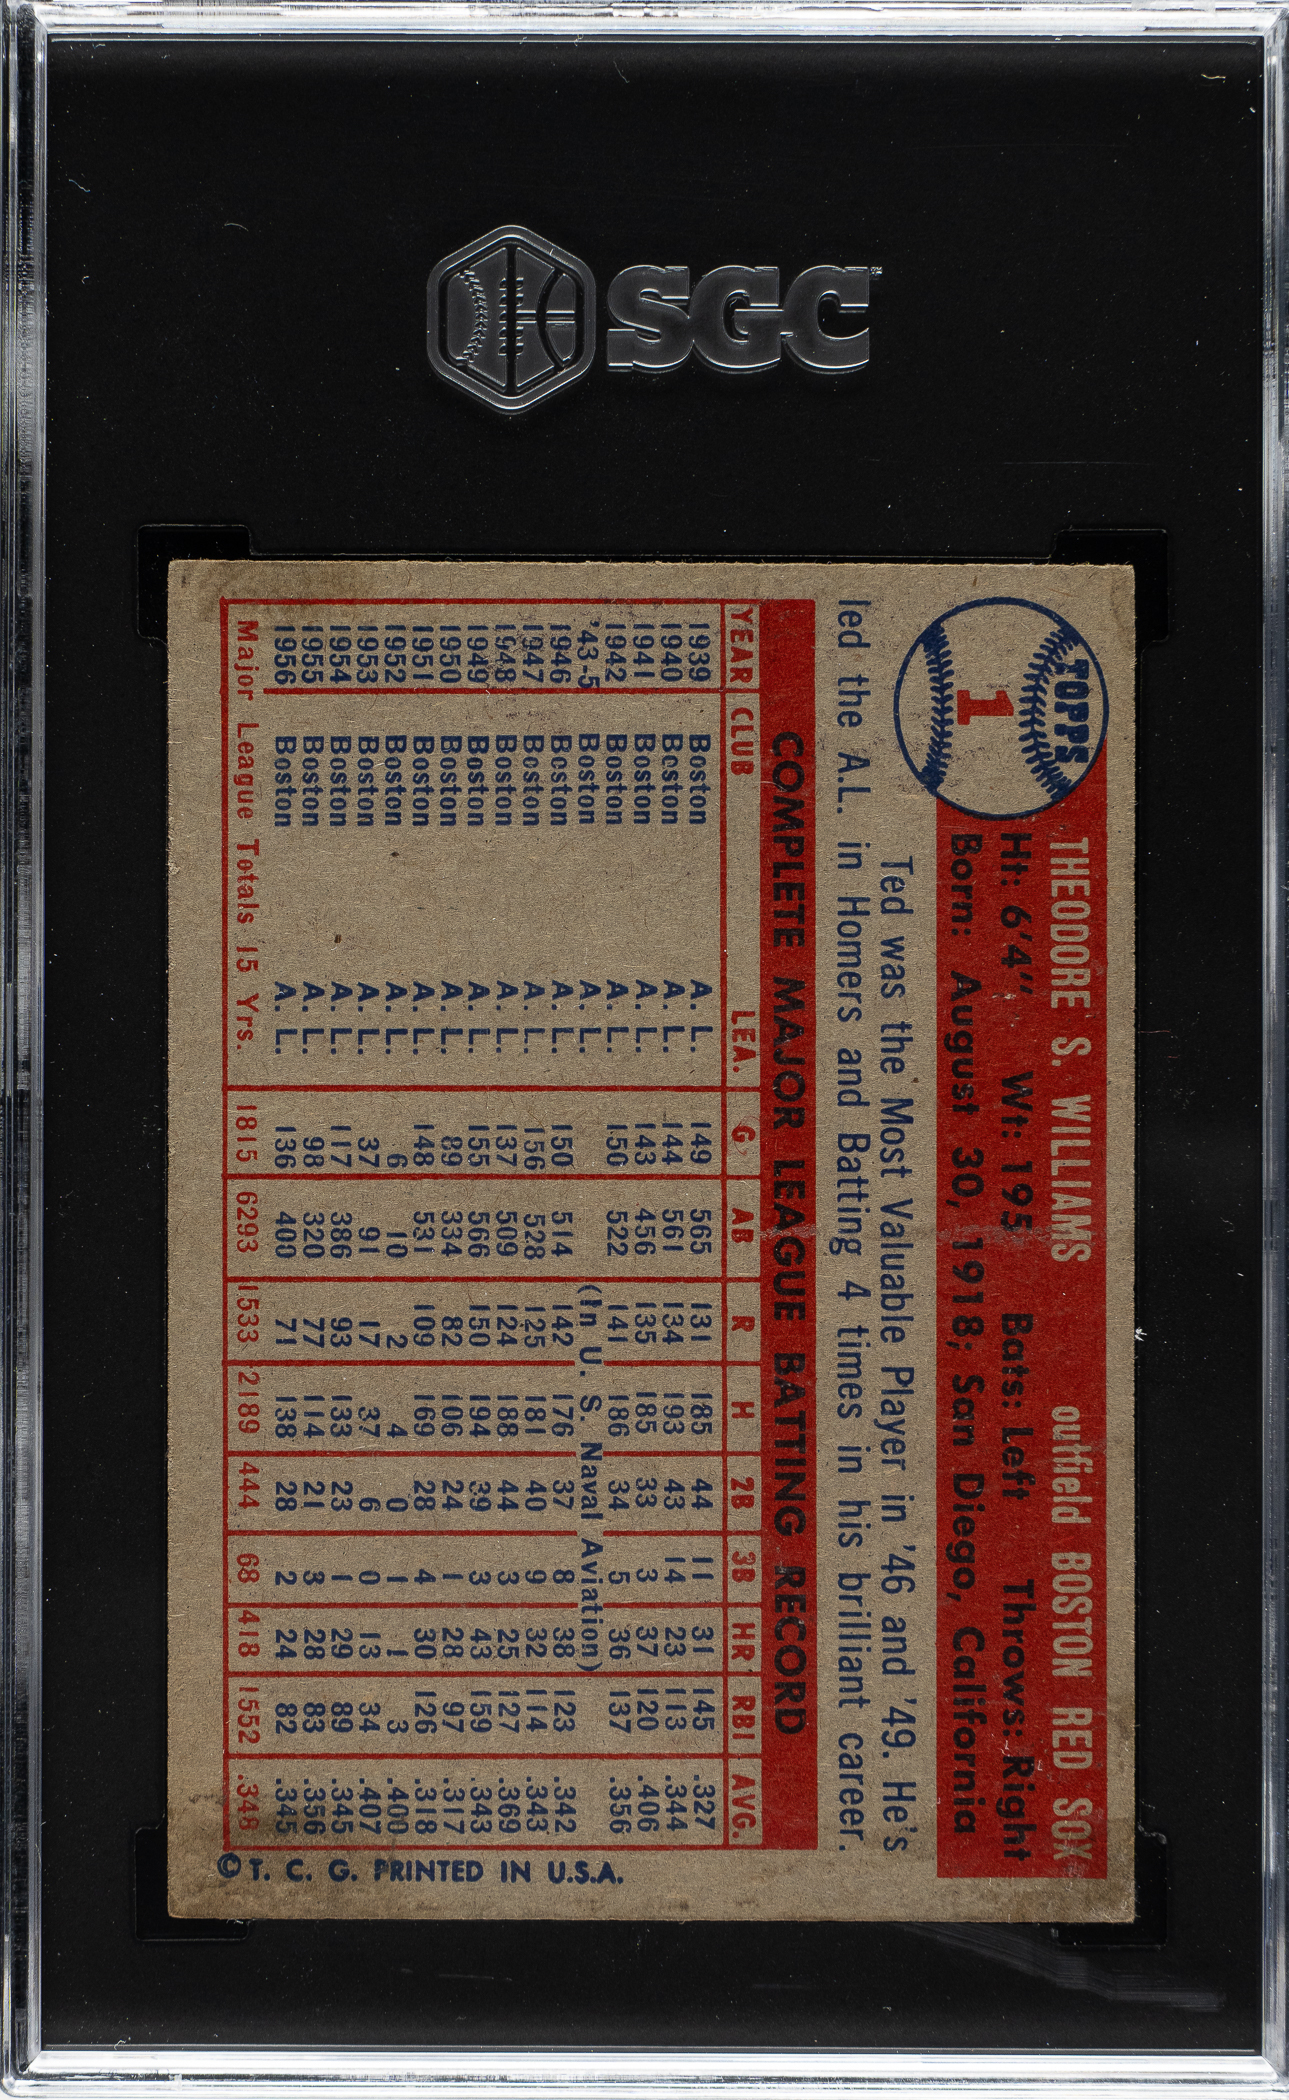 SGC
TOPPS
1
THEODORE S. WILLIAMS outfield BOSTON RED SOX
Ht: 6'4" Wt: 195 Bats: Left Throws: Right
Born: August 30, 1918; San Diego, California
Ted was the Most Valuable Player in '46 and '49. He's
led the A.L. in Homers and Batting 4 times in his brilliant career.
COMPLETE MAJOR LEAGUE BATTING RECORD
YEAR CLUB LEA. G AB R H 2B 3B HR RBI AVG.
1939 Boston A. L. 149 565 131 185 44 11 31 145 .327
1940 Boston A. L. 144 561 134 193 43 14 23 113 .344
1941 Boston A. L. 143 456 135 185 33 3 37 120 .406
1942 Boston A. L. 150 522 141 186 34 5 36 137 .356
'43-5 Boston A. L. (In U. S. Naval Aviation)
1946 Boston A. L. 150 514 142 176 37 8 38 123 .342
1947 Boston A. L. 156 528 125 181 40 9 32 114 .343
1948 Boston A. L. 137 509 124 188 44 3 25 127 .369
1949 Boston A. L. 155 566 150 194 39 3 43 159 .343
1950 Boston A. L. 89 334 82 106 24 1 28 97 .317
1951 Boston A. L. 148 531 109 169 28 4 30 126 .318
1952 Boston A. L. 6 10 2 4 0 1 1 3 .400
1953 Boston A. L. 37 91 17 37 6 0 13 34 .407
1954 Boston A. L. 117 386 93 133 23 1 29 89 .345
1955 Boston A. L. 98 320 77 114 21 3 28 83 .356
1956 Boston A. L. 136 400 71 138 28 2 24 82 .345
Major League Totals 15 Yrs. 1815 6293 1533 2189 444 68 418 1552 .348
© T. C. G. PRINTED IN U.S.A.